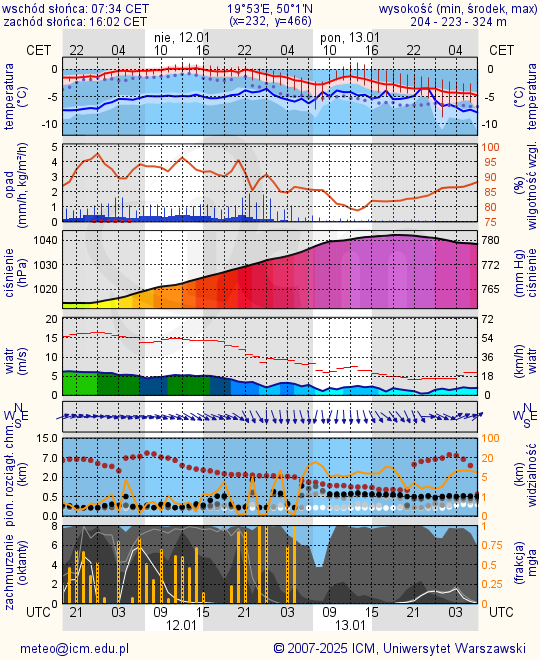 wschód słońca: 07:34 CET 19°53'E, 50°1'N wysokość (min, środek, max)
zachód słońca: 16:02 CET (x=232, y=466) 204 - 223 - 324 m
nie, 12.01 pon, 13.01
CET 22 04 10 16 22 04 10 16 22 04 CET
temperatura (°C)
0 -5 -10
0 -5 -10
(°C) temperatura
opad (mm/h, kg/m²/h)
5 4 3 2 1 0
100 95 90 85 80 75
(%) wilgotność wzgl.
ciśnienie (hPa)
1040 1030 1020
780 772 765
(mm Hg) ciśnienie
wiatr (m/s)
20 15 10 5 0
72 54 36 18 0
(km/h) wiatr
N W E S
N W E S
pion. rozciągł. chm. (km)
15.0 7.0 2.0 0.5 0.0
100 20 5 1 0
(km) widzialność
zachmurzenie (oktanty)
8 6 4 2 0
1 0.75 0.5 0.25 0
(frakcja) mgła
UTC 21 03 09 15 21 03 09 15 21 03 UTC
12.01 13.01
meteo@icm.edu.pl © 2007-2025 ICM, Uniwersytet Warszawski